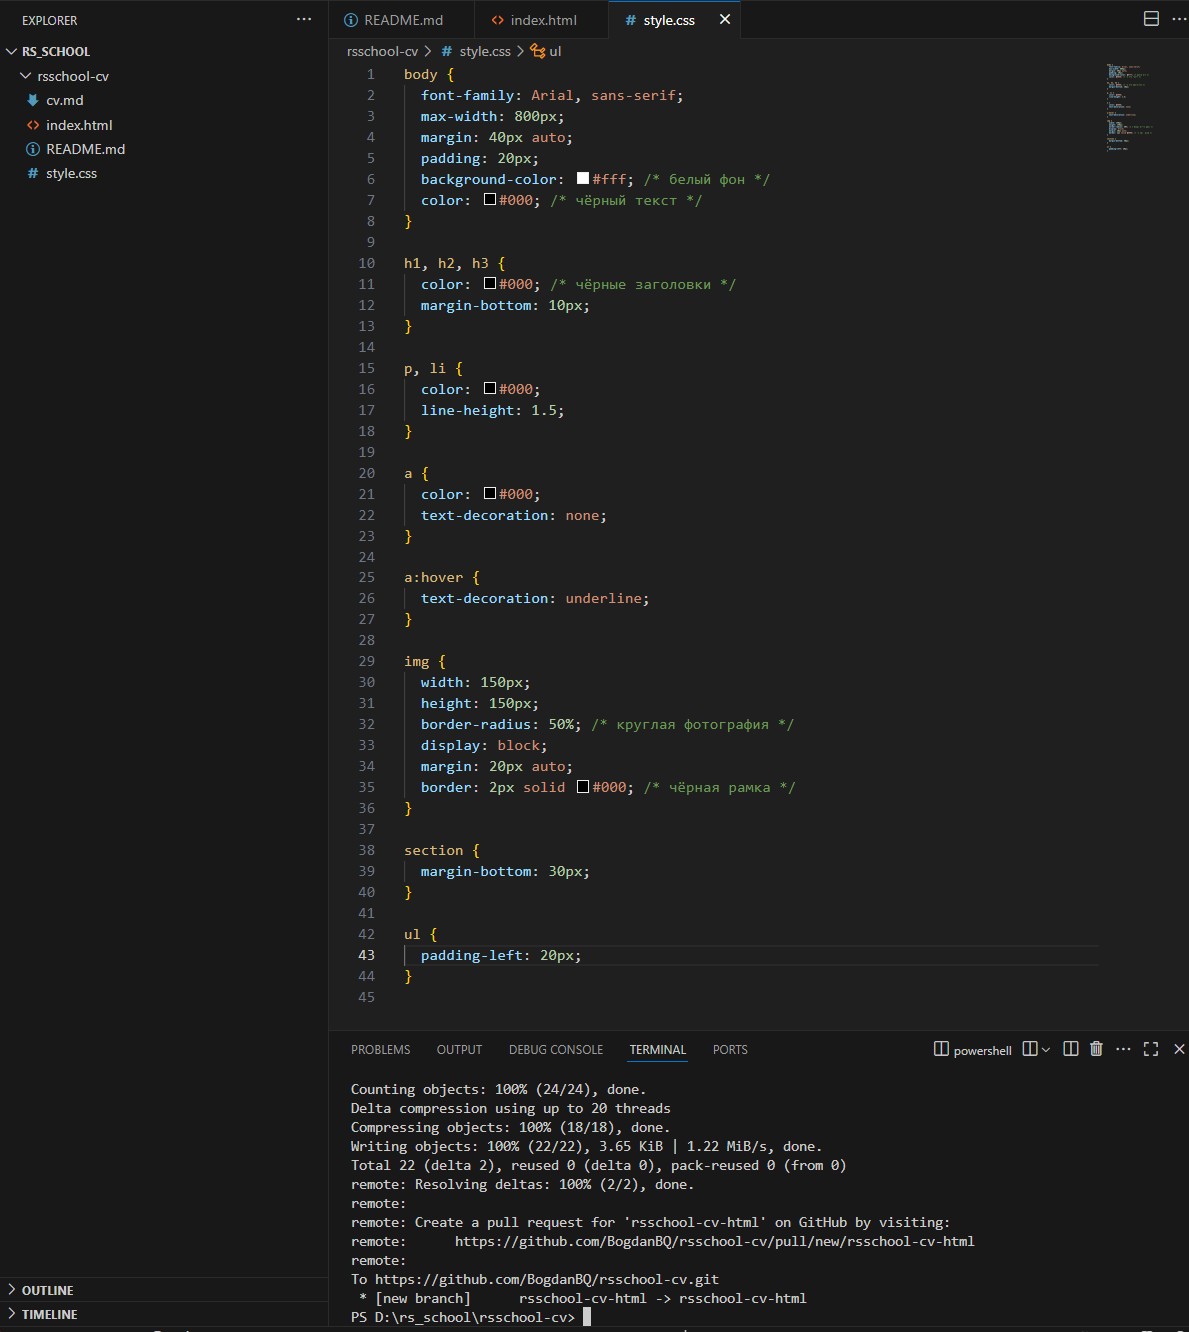 EXPLORER
RS_SCHOOL
rsschool-cv
cv.md
index.html
README.md
style.css
README.md index.html style.css
rsschool-cv > style.css > ul
1 body {
2 font-family: Arial, sans-serif;
3 max-width: 800px;
4 margin: 40px auto;
5 padding: 20px;
6 background-color: #fff; /* белый фон */
7 color: #000; /* чёрный текст */
8 }
9
10 h1, h2, h3 {
11 color: #000; /* чёрные заголовки */
12 margin-bottom: 10px;
13 }
14
15 p, li {
16 color: #000;
17 line-height: 1.5;
18 }
19
20 a {
21 color: #000;
22 text-decoration: none;
23 }
24
25 a:hover {
26 text-decoration: underline;
27 }
28
29 img {
30 width: 150px;
31 height: 150px;
32 border-radius: 50%; /* круглая фотография */
33 display: block;
34 margin: 20px auto;
35 border: 2px solid #000; /* чёрная рамка */
36 }
37
38 section {
39 margin-bottom: 30px;
40 }
41
42 ul {
43 padding-left: 20px;
44 }
45
PROBLEMS OUTPUT DEBUG CONSOLE TERMINAL PORTS powershell
Counting objects: 100% (24/24), done.
Delta compression using up to 20 threads
Compressing objects: 100% (18/18), done.
Writing objects: 100% (22/22), 3.65 KiB | 1.22 MiB/s, done.
Total 22 (delta 2), reused 0 (delta 0), pack-reused 0 (from 0)
remote: Resolving deltas: 100% (2/2), done.
remote:
remote: Create a pull request for 'rsschool-cv-html' on GitHub by visiting:
remote: https://github.com/BogdanBQ/rsschool-cv/pull/new/rsschool-cv-html
remote:
To https://github.com/BogdanBQ/rsschool-cv.git
* [new branch] rsschool-cv-html -> rsschool-cv-html
PS D:\rs_school\rsschool-cv>
OUTLINE
TIMELINE